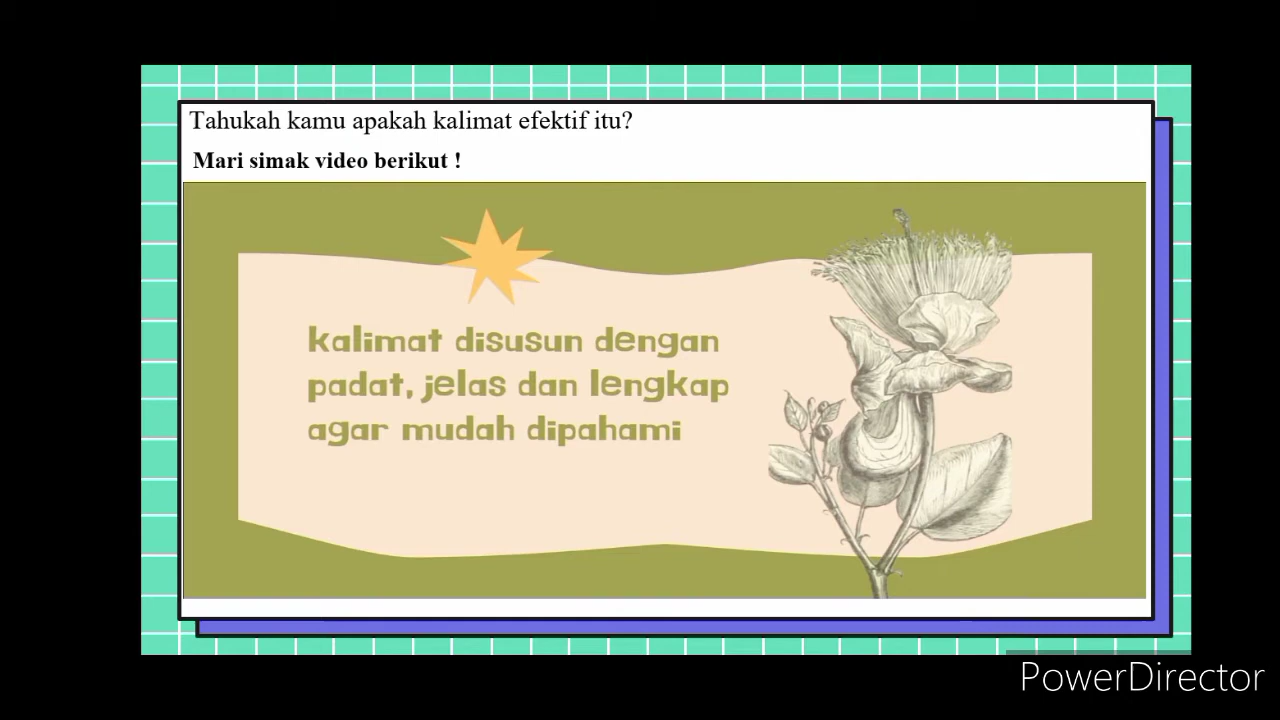 Tahukah kamu apakah kalimat efektif itu?
Mari simak video berikut !
kalimat disusun dengan
padat, jelas dan lengkap
agar mudah dipahami
PowerDirector